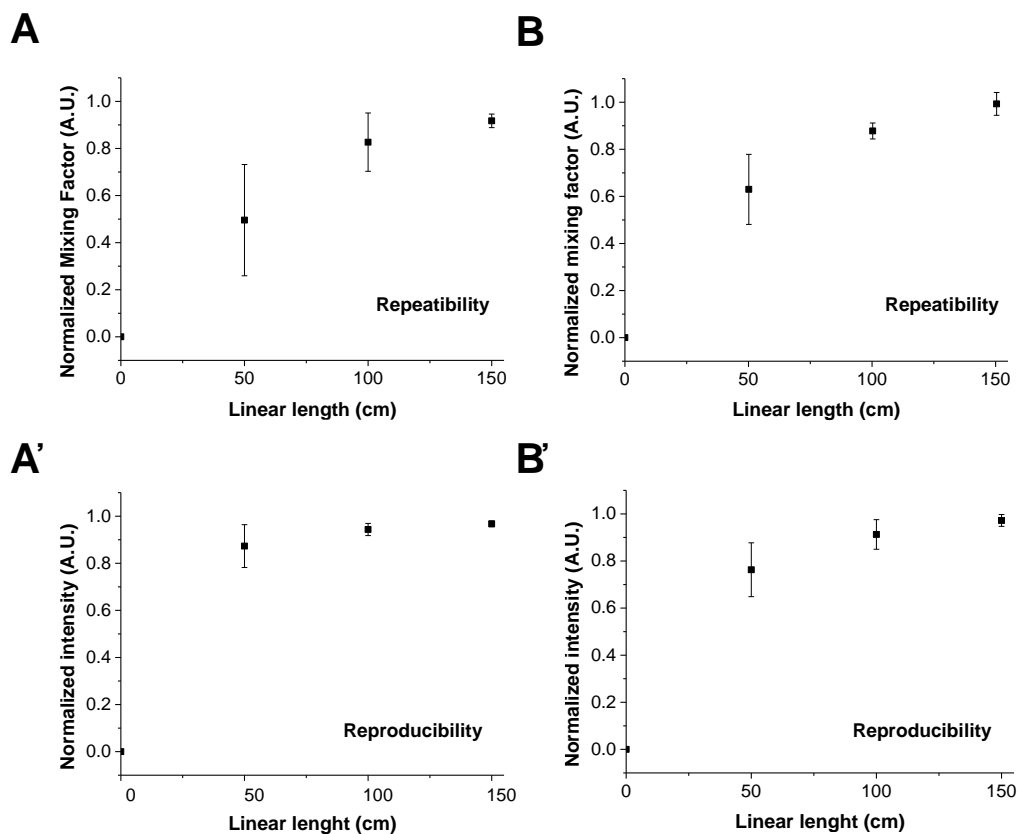 A
Normalized Mixing Factor (A.U.)
1.0
0.8
0.6
0.4
0.2
0.0
Repeatibility
0 50 100 150
Linear length (cm)
B
Normalized mixing factor (A.U.)
1.0
0.8
0.6
0.4
0.2
0.0
Repeatibility
0 50 100 150
Linear length (cm)
A’
Normalized intensity (A.U.)
1.0
0.8
0.6
0.4
0.2
0.0
Reproducibility
0 50 100 150
Linear lenght (cm)
B’
Normalized intensity (A.U.)
1.0
0.8
0.6
0.4
0.2
0.0
Reproducibility
0 50 100 150
Linear lenght (cm)